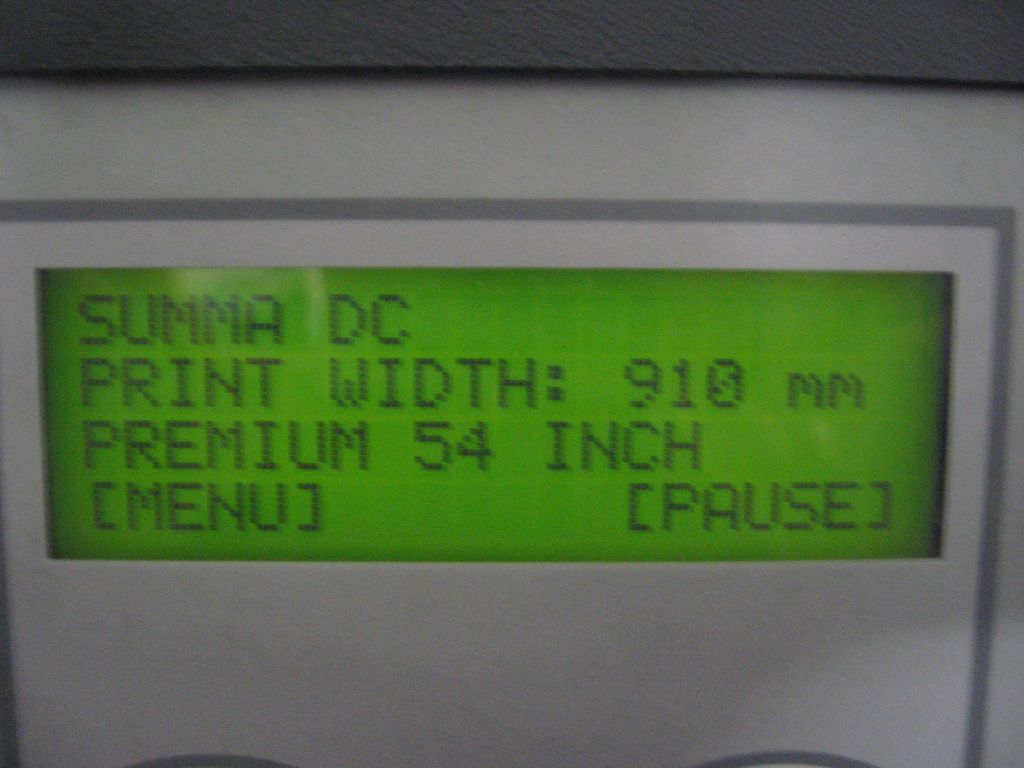 SUMMA DC
PRINT WIDTH: 910 mm
PREMIUM 54 INCH
[MENU] [PAUSE]